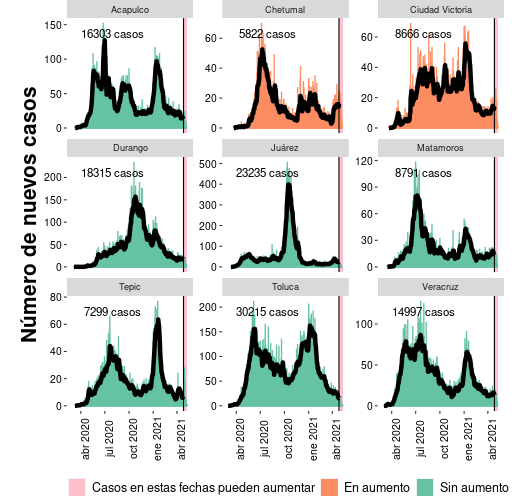 Número de nuevos casos
Acapulco
Chetumal
Ciudad Victoria
16303 casos
5822 casos
8666 casos
150
100
50
0
60
40
20
0
60
40
20
0
Durango
Juárez
Matamoros
18315 casos
23235 casos
8791 casos
200
150
100
50
0
500
400
300
200
100
0
120
90
60
30
0
Tepic
Toluca
Veracruz
7299 casos
30215 casos
14997 casos
80
60
40
20
0
200
150
100
50
0
100
50
0
abr 2020
jul 2020
oct 2020
ene 2021
abr 2021
abr 2020
jul 2020
oct 2020
ene 2021
abr 2021
abr 2020
jul 2020
oct 2020
ene 2021
abr 2021
Casos en estas fechas pueden aumentar
En aumento
Sin aumento